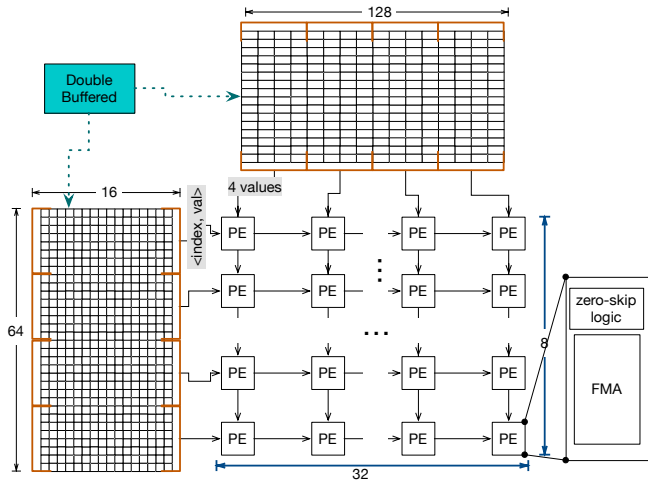 128
Double
Buffered
16
<index, val>
4 values
PE PE PE PE
PE PE PE PE
64
8
zero-skip
logic
PE PE PE PE
FMA
PE PE PE PE
32